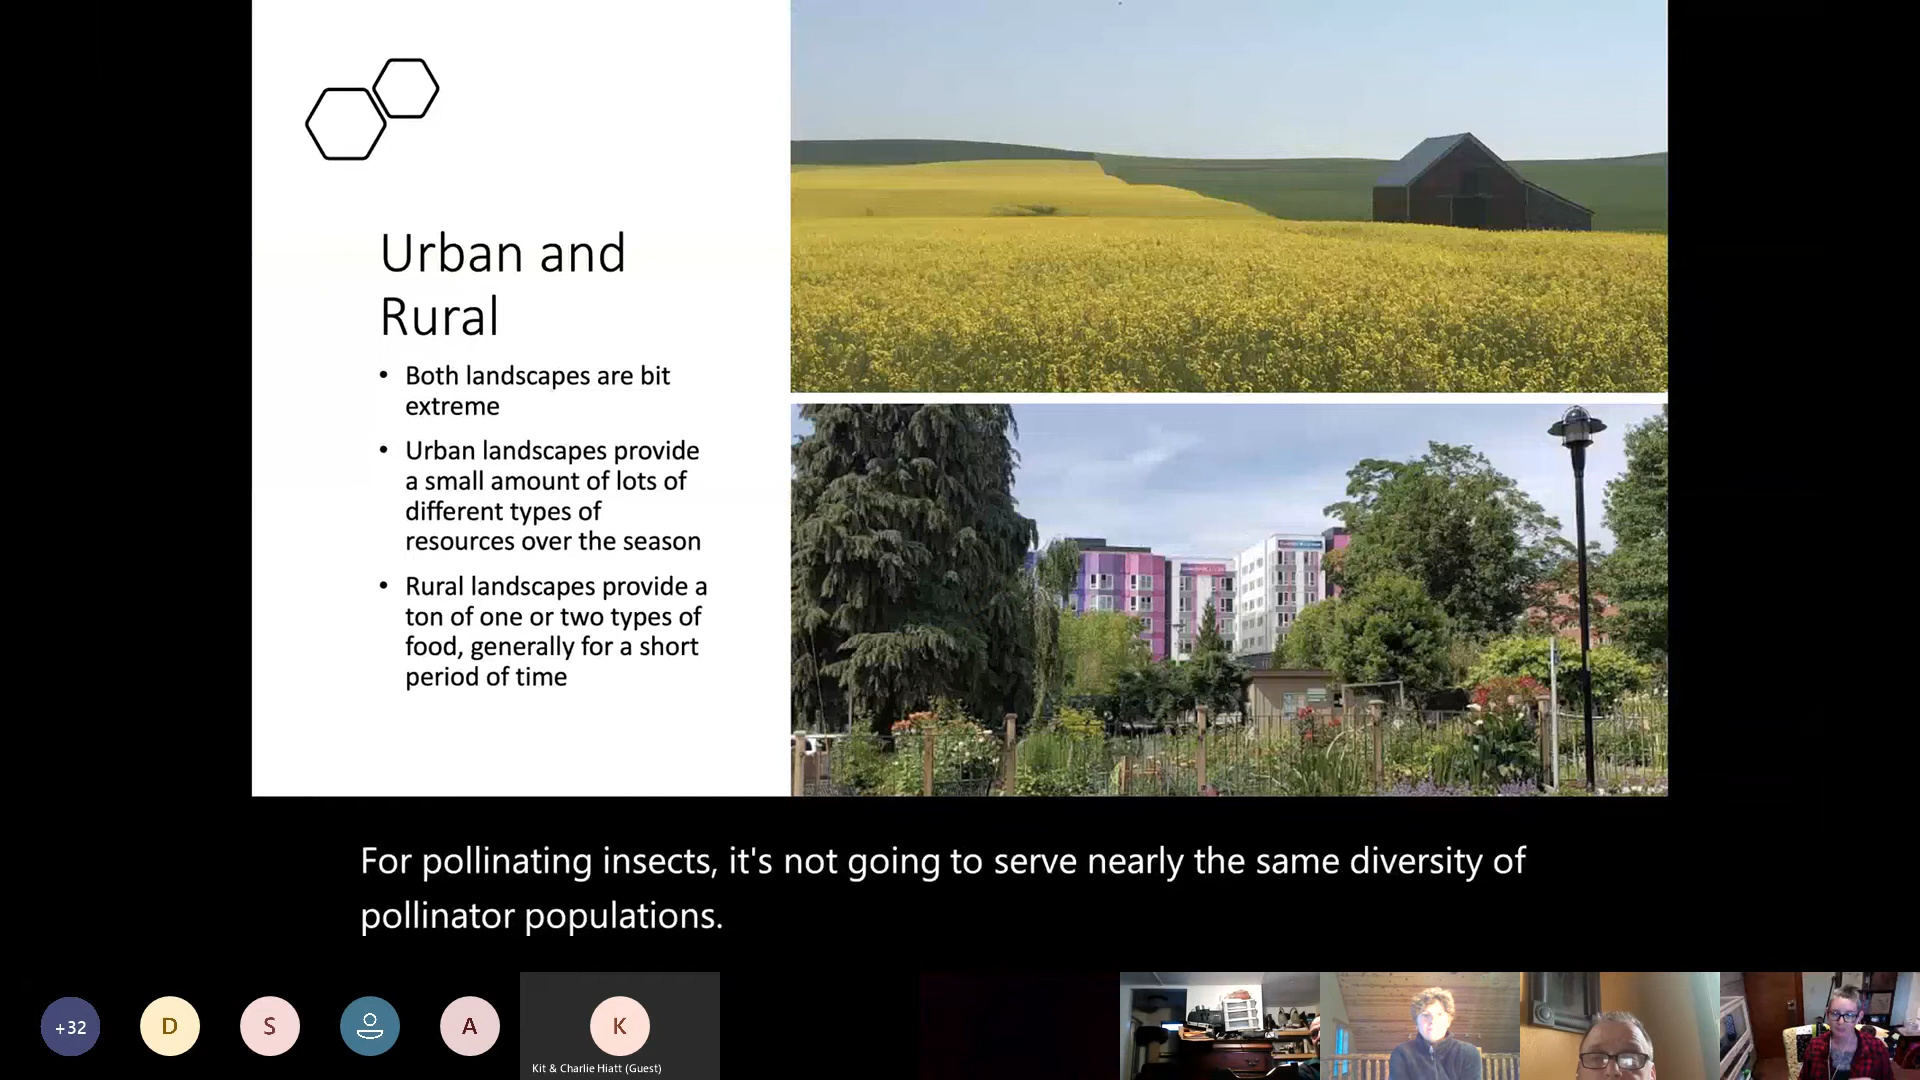 Urban and
Rural
• Both landscapes are bit
extreme
• Urban landscapes provide
a small amount of lots of
different types of
resources over the season
• Rural landscapes provide a
ton of one or two types of
food, generally for a short
period of time
For pollinating insects, it's not going to serve nearly the same diversity of
pollinator populations.
+32
D
S
A
K
Kit & Charlie Hiatt (Guest)